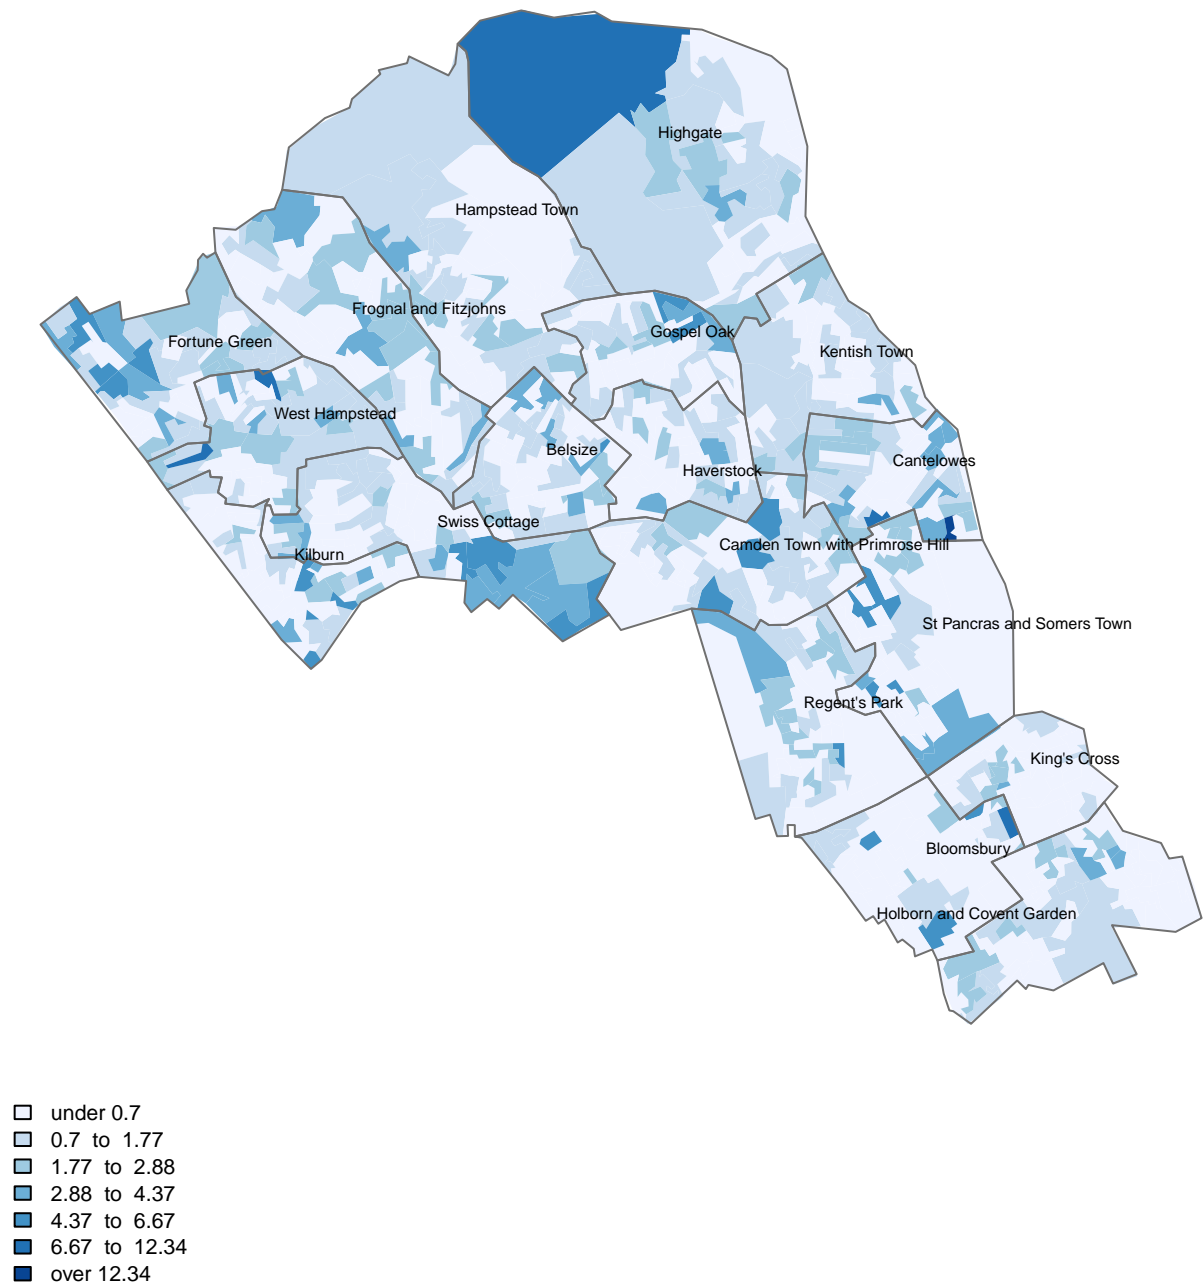 Highgate
Hampstead Town
Frognal and Fitzjohns
Gospel Oak
Fortune Green
Kentish Town
West Hampstead
Belsize
Cantelowes
Haverstock
Swiss Cottage
Camden Town with Primrose Hill
Kilburn
St Pancras and Somers Town
Regent's Park
King's Cross
Bloomsbury
Holborn and Covent Garden
under 0.7
0.7 to 1.77
1.77 to 2.88
2.88 to 4.37
4.37 to 6.67
6.67 to 12.34
over 12.34